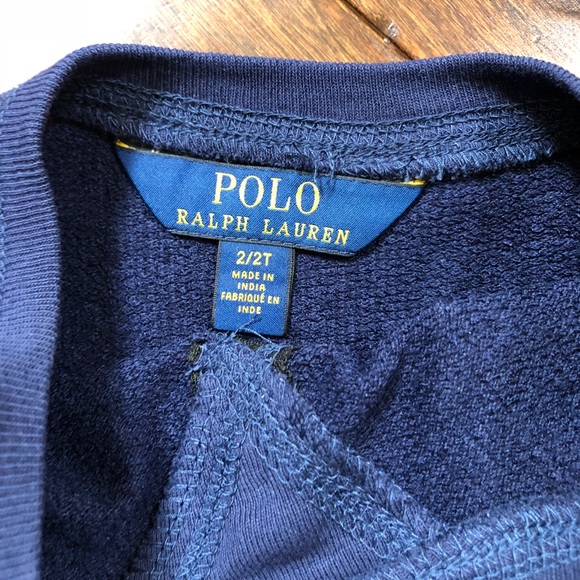 POLO
RALPH LAUREN
2/2T
MADE IN
INDIA
FABRIQUÉ EN
INDE